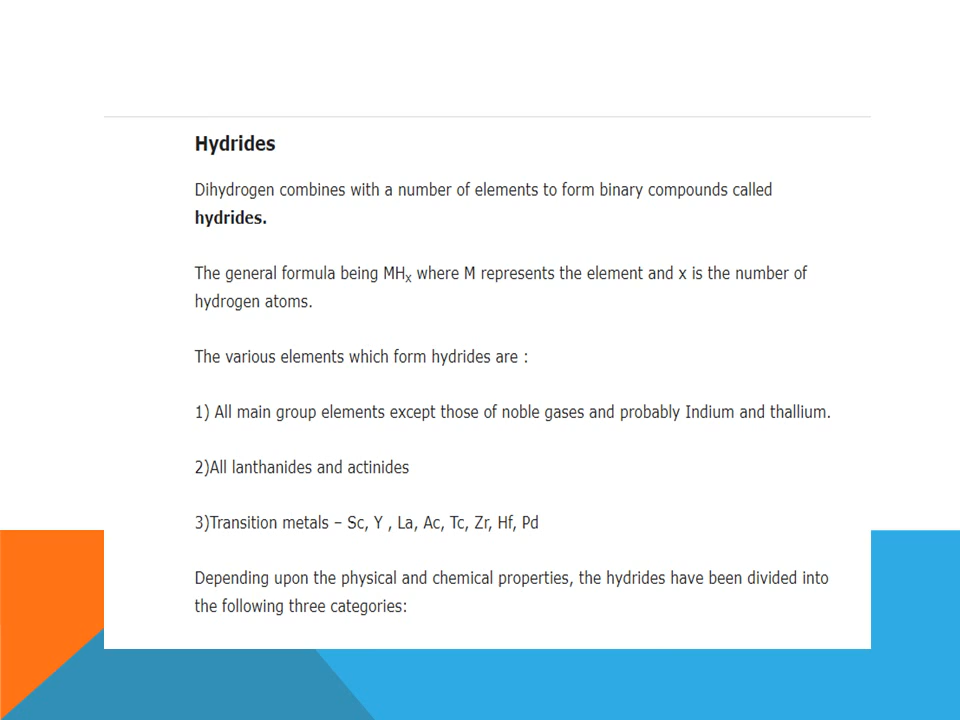 Hydrides
Dihydrogen combines with a number of elements to form binary compounds called
hydrides.
The general formula being MHₓ where M represents the element and x is the number of
hydrogen atoms.
The various elements which form hydrides are :
1) All main group elements except those of noble gases and probably Indium and thallium.
2)All lanthanides and actinides
3)Transition metals – Sc, Y , La, Ac, Tc, Zr, Hf, Pd
Depending upon the physical and chemical properties, the hydrides have been divided into
the following three categories: